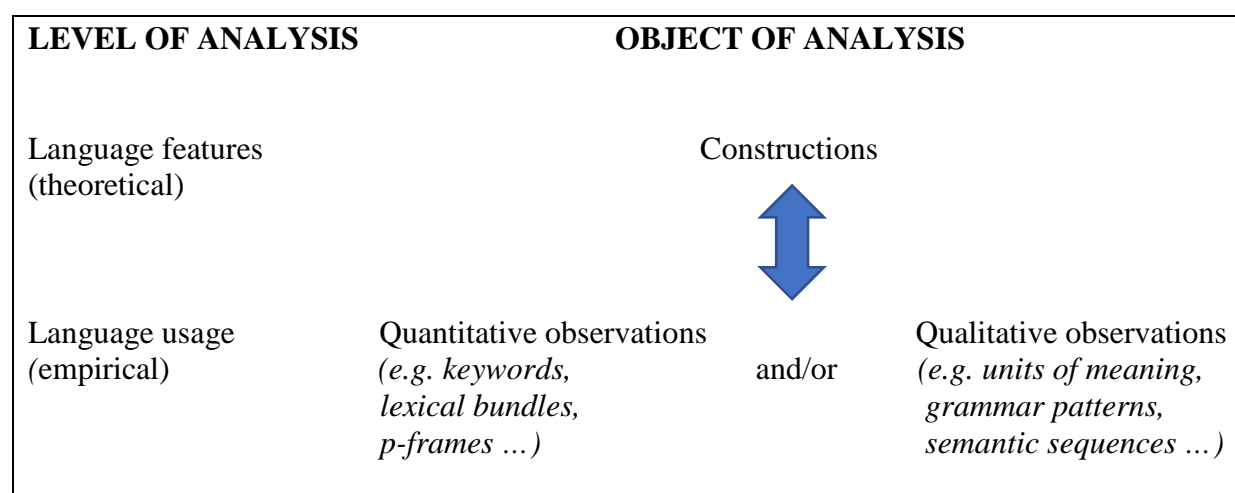 LEVEL OF ANALYSIS OBJECT OF ANALYSIS
Language features Constructions
(theoretical)
Language usage Quantitative observations Qualitative observations
(empirical) (e.g. keywords, and/or (e.g. units of meaning,
lexical bundles, grammar patterns,
p-frames …) semantic sequences …)